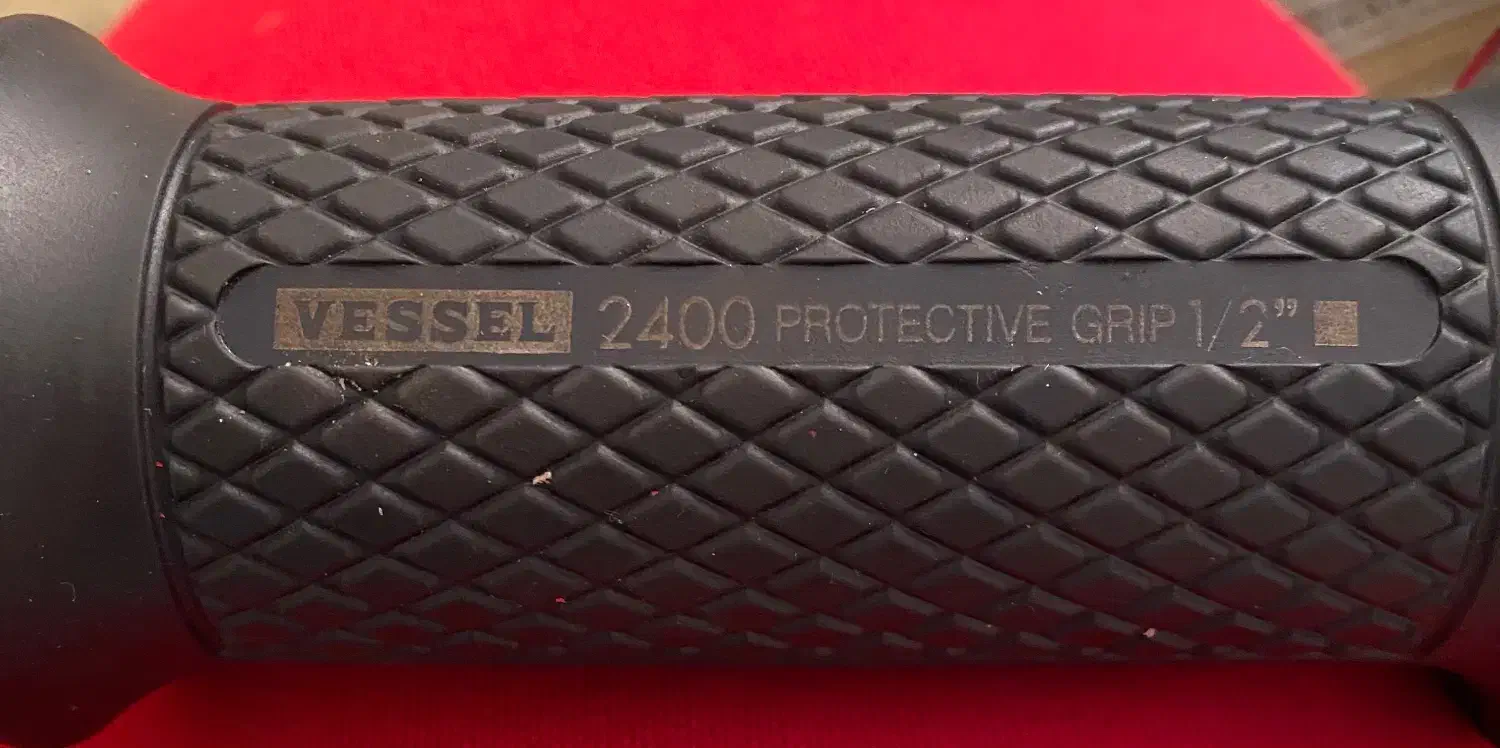 VESSEL 2400 PROTECTIVE GRIP 1/2"